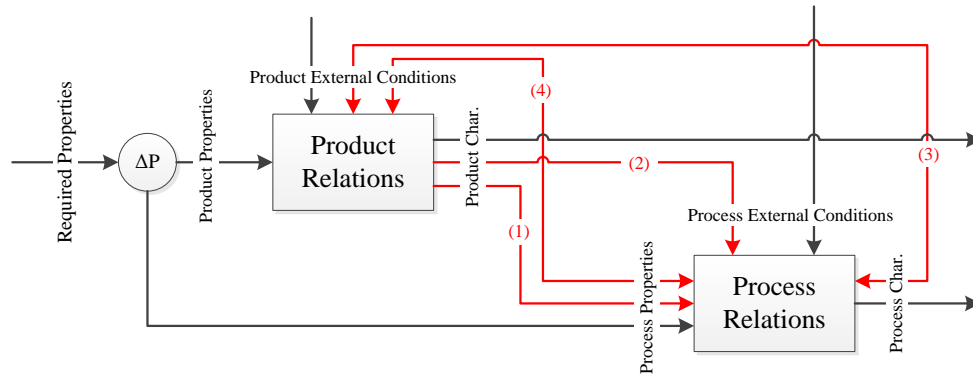 Product External Conditions
(4)
Required Properties
ΔP
Product Properties
Product
Relations
Product Char.
(2)
(3)
(1)
Process External Conditions
Process Properties
Process
Relations
Process Char.